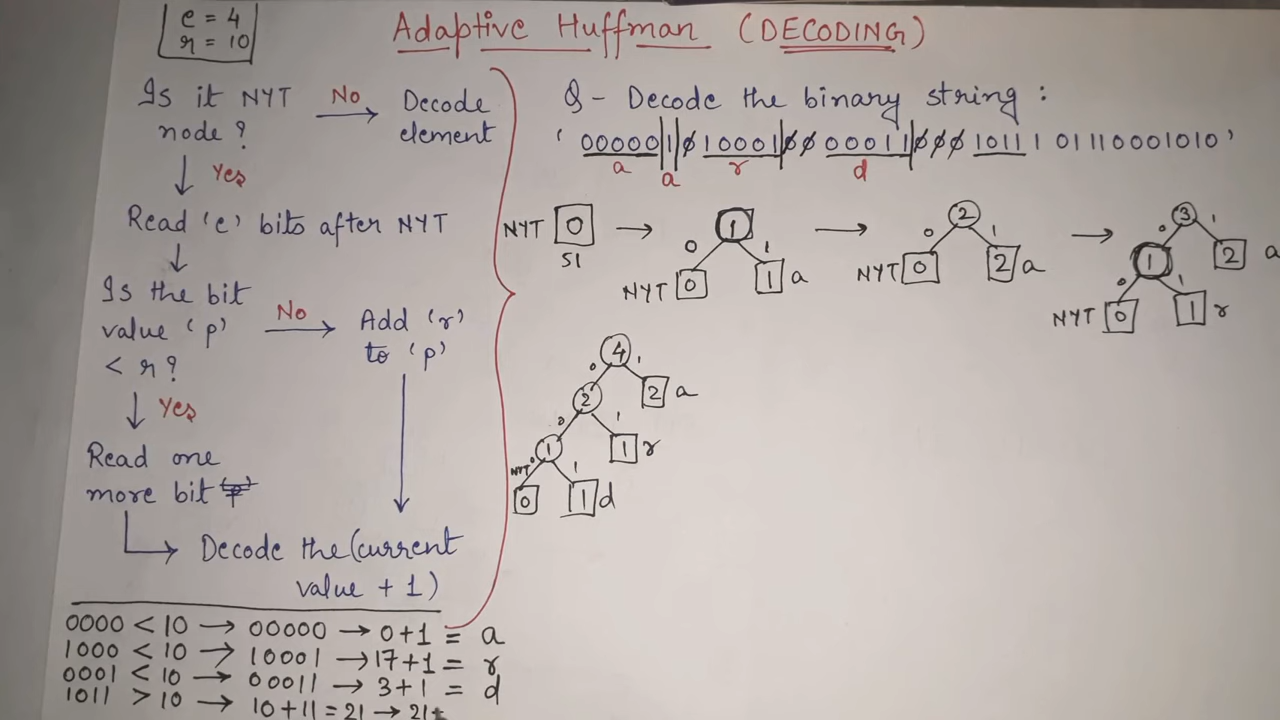 e = 4
r = 10
Adaptive Huffman (DECODING)
Is it NYT node ?
No
Decode element
Yes
Read 'e' bits after NYT
Is the bit value 'p' < r ?
No
Add 'r' to 'p'
Yes
Read one more bit
Decode the (current value + 1)
0000 < 10 → 00000 → 0+1 = a
1000 < 10 → 10001 → 17+1 = r
0001 < 10 → 00011 → 3+1 = d
1011 > 10 → 10+11 = 21 → 21+
Q - Decode the binary string :
' 00000|1|0 10001|00 00011|000 1011 1 01110001010 '
a a r d
NYT 0 S1
1 0 1 NYT 0 1 a
2 0 1 NYT 0 2 a
3 0 1 1 2 a 0 1 NYT 0 1 r
4 0 1 2 2 a 0 1 1 1 r NYT 0 1 0 1 d